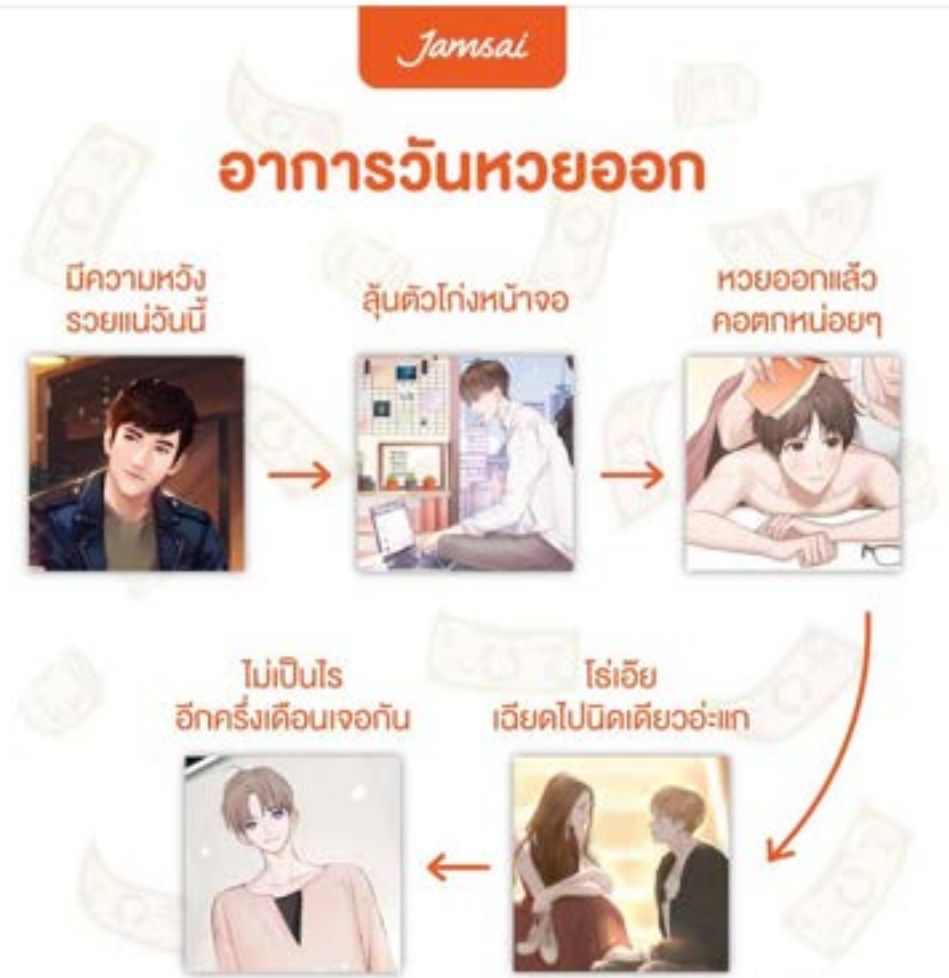 Jamsai
อาการวันหวยออก
มีความหวัง
รวยแน่วันนี้
ลุ้นตัวโก่งหน้าจอ
หวยออกแล้ว
คอตกหน่อยๆ
โธ่เอ๊ย
เฉียดไปนิดเดียวอ่ะแก
ไม่เป็นไร
อีกครึ่งเดือนเจอกัน